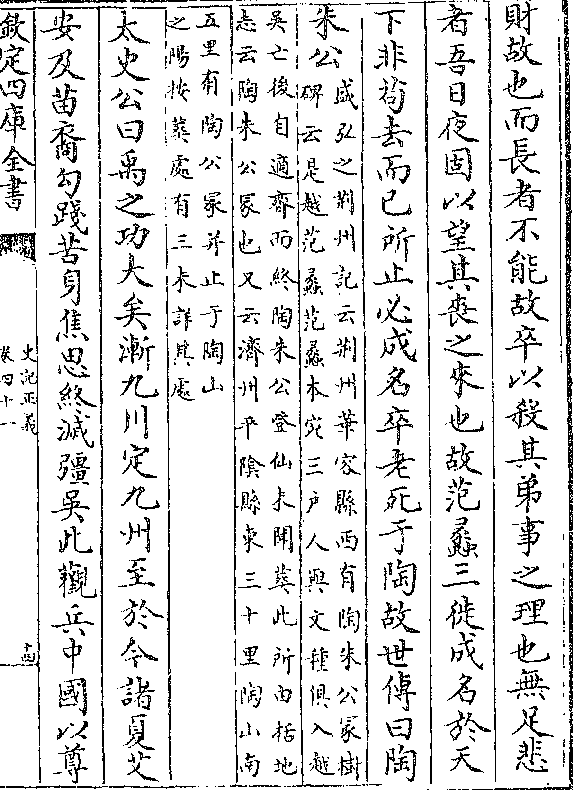 財故也而長者不能故卒以殺其弟事之理也無足悲
者吾日夜固以望其喪之來也故范蠡三徙成名於天
下非茍去而已所止必成名卒老死于陶故世傳曰陶
朱公
盛弘之荆州記云荆州華容縣西有陶朱公冢樹
碑云是越范蠡范蠡本宛三户人與文種俱入越
吳亡後自適齊而終陶朱公登仙未聞葬此所由括地
志云陶朱公冢也又云濟州平陰縣東三十里陶山南
五里有陶公冢并止于陶山
之陽按葬處有二未詳其處
太史公曰禹之功大矣漸九川定九州至於今諸夏艾
安及苗裔勾踐苦身焦思終滅彊吳北觀兵中國以尊
欽定四庫全書
史記正義
卷四十一
十四